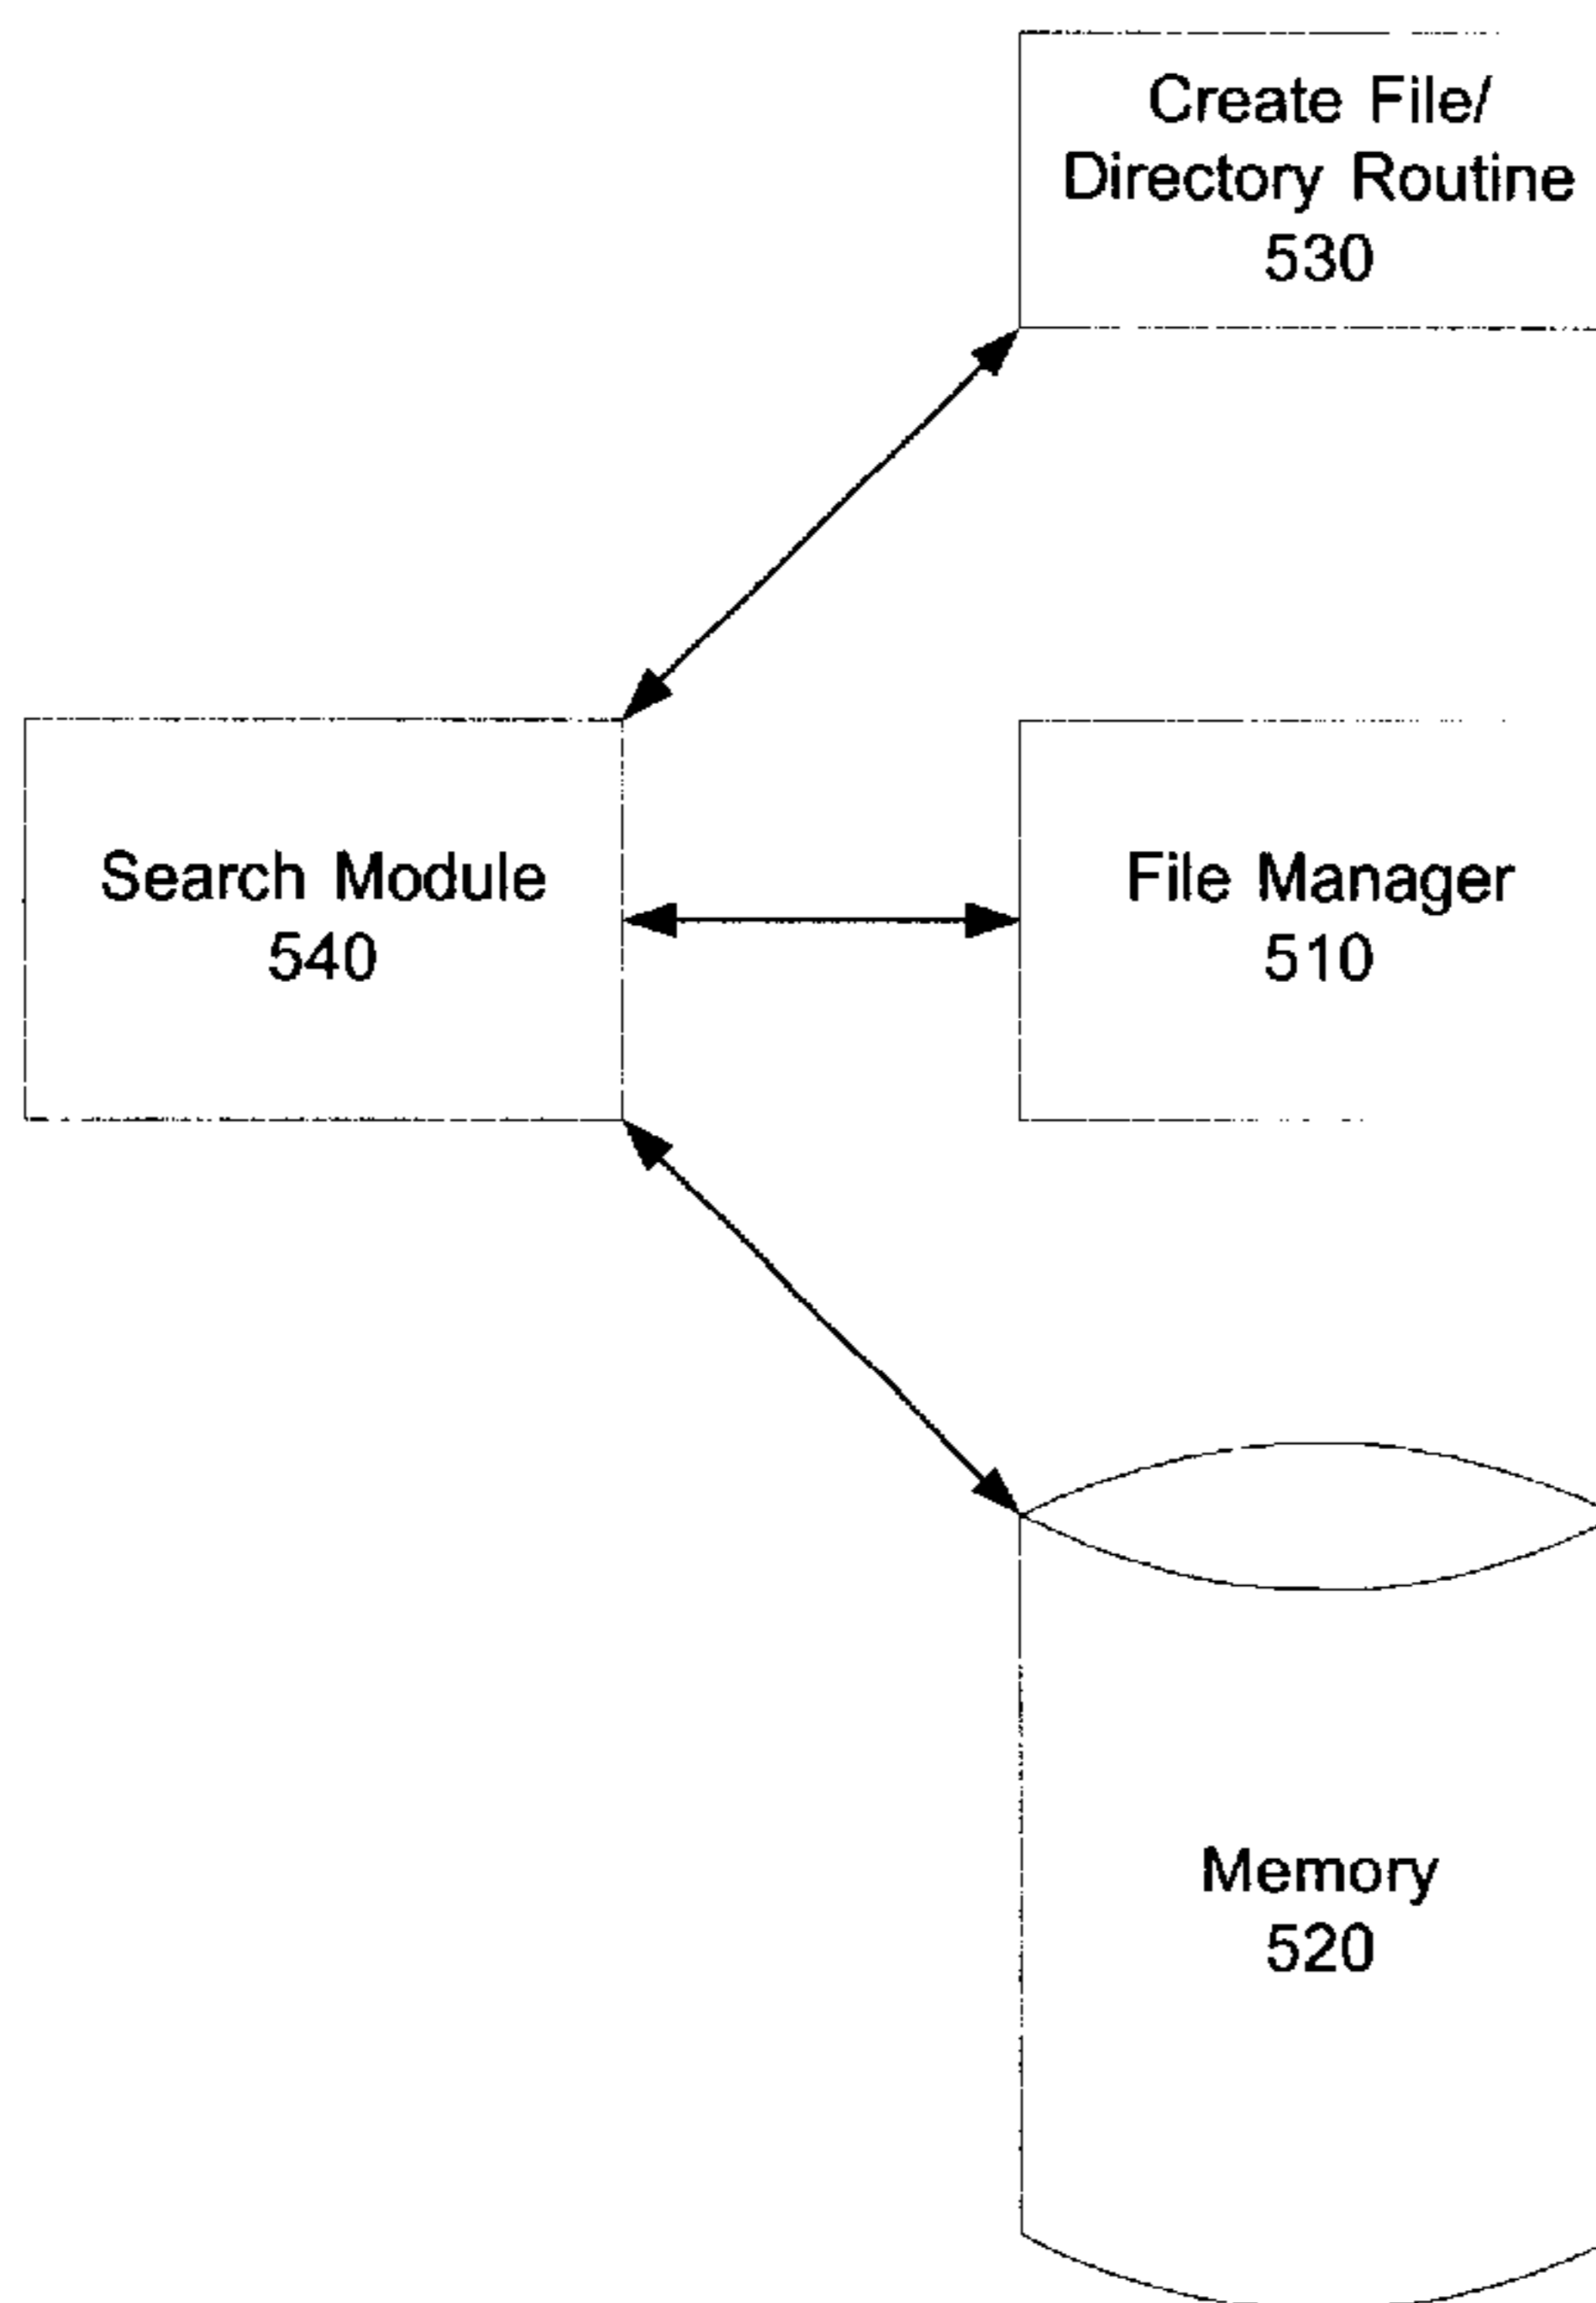 Create File/
Directory Routine
530
Search Module
540
File Manager
510
Memory
520